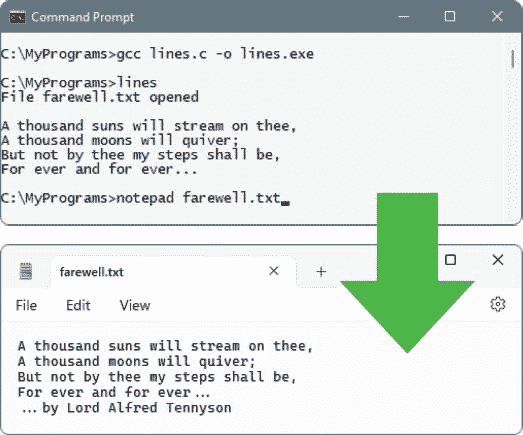 Command Prompt
C:\MyPrograms>gcc lines.c -o lines.exe
C:\MyPrograms>lines
File farewell.txt opened
A thousand suns will stream on thee,
A thousand moons will quiver;
But not by thee my steps shall be,
For ever and for ever...
C:\MyPrograms>notepad farewell.txt
farewell.txt
File Edit View
A thousand suns will stream on thee,
A thousand moons will quiver;
But not by thee my steps shall be,
For ever and for ever...
...by Lord Alfred Tennyson